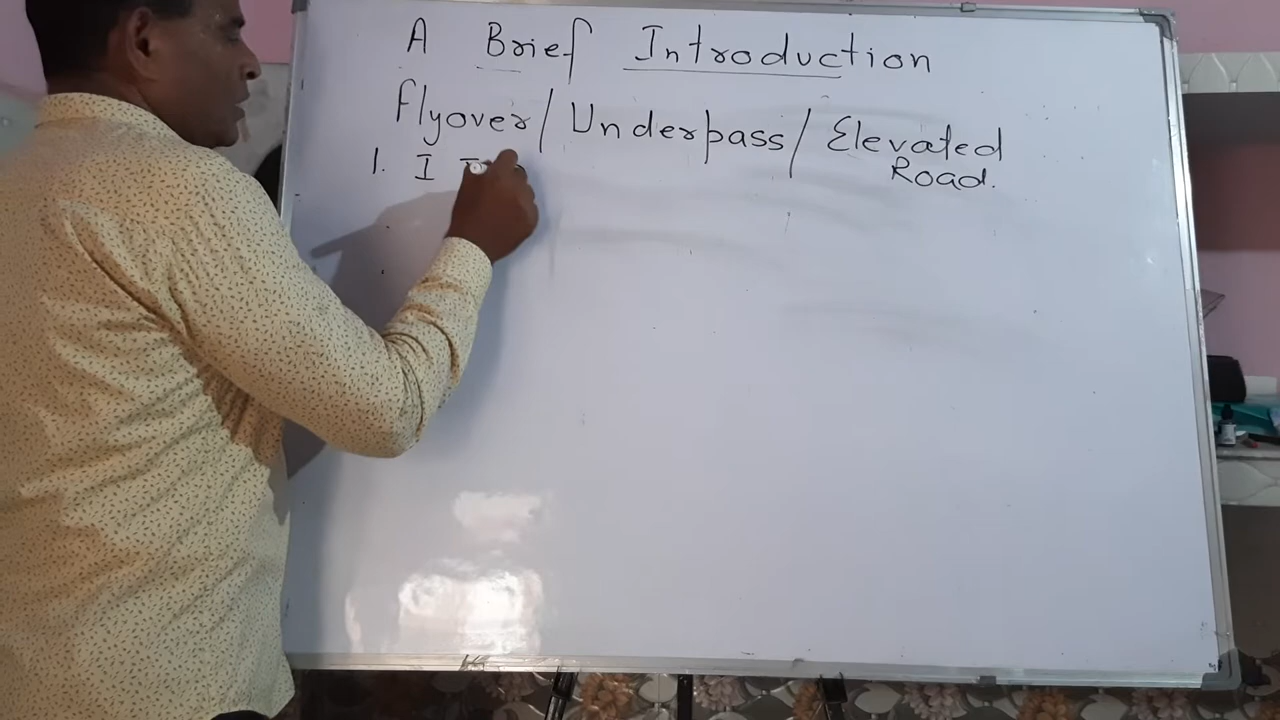 A Brief Introduction
Flyover/Underpass/Elevated
Road.
1. I